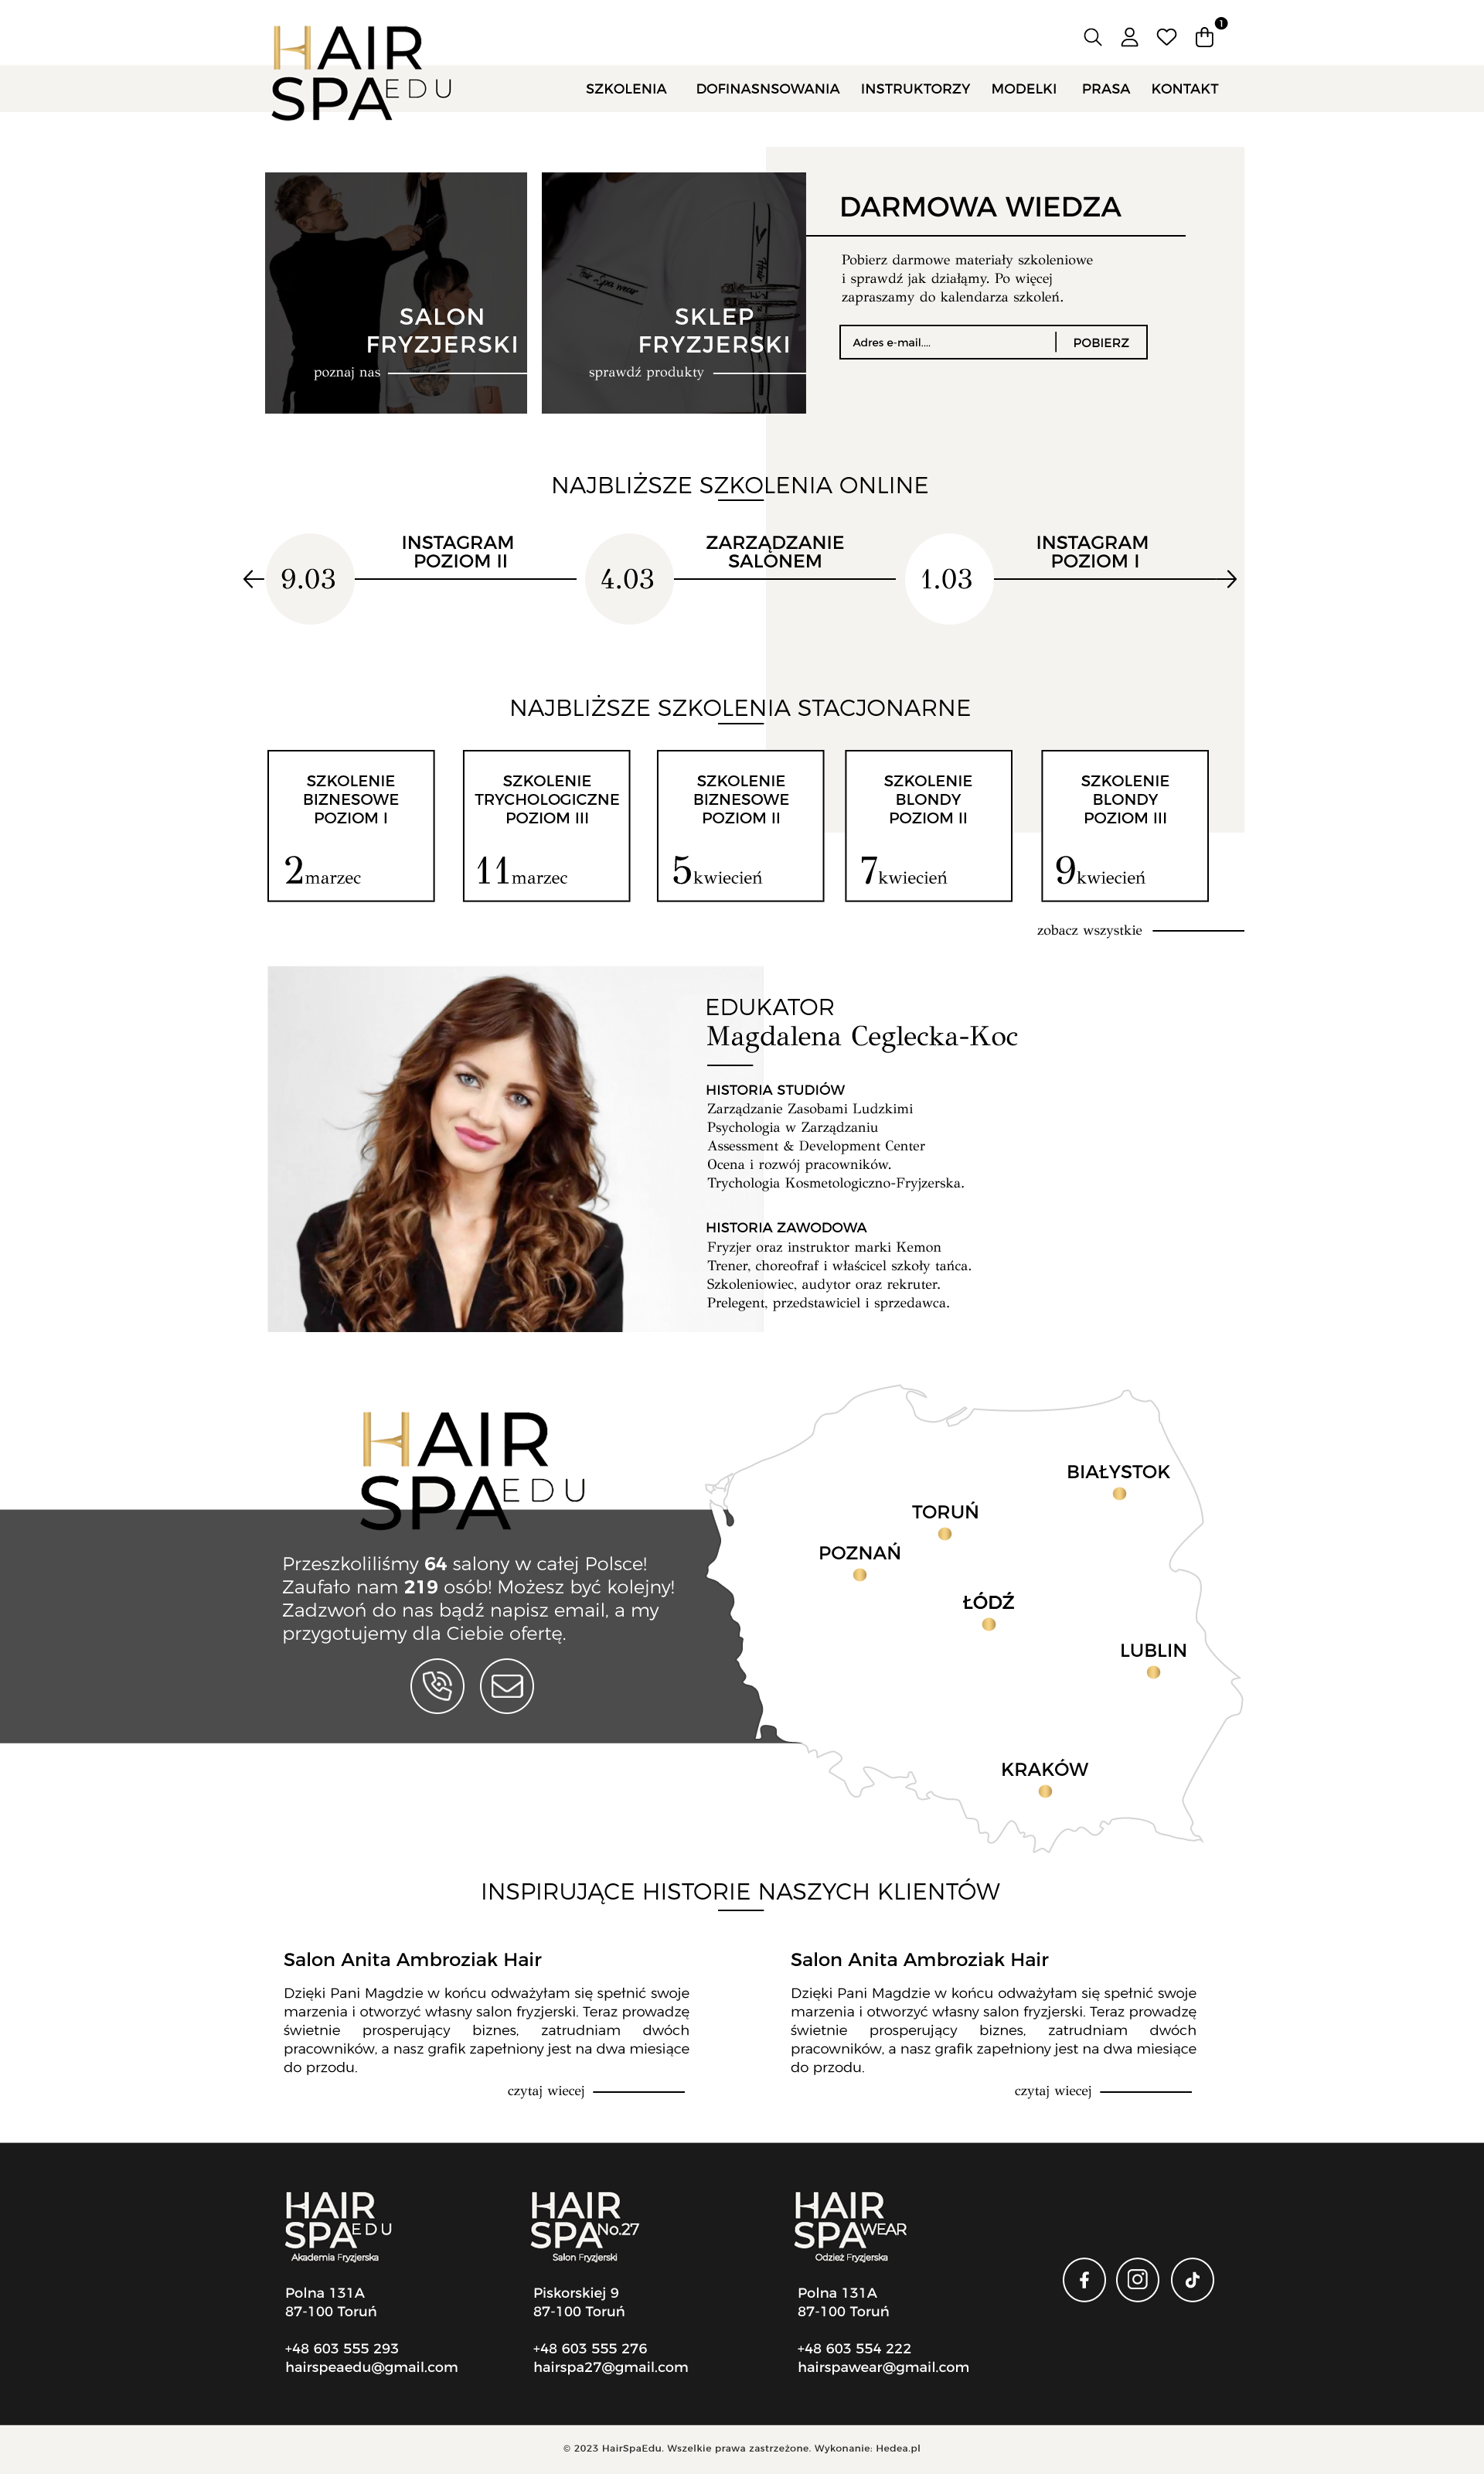 HAIR
SPA EDU
1
SZKOLENIA DOFINASNSOWANIA INSTRUKTORZY MODELKI PRASA KONTAKT
SALON
FRYZJERSKI
poznaj nas
SKLEP
FRYZJERSKI
sprawdź produkty
DARMOWA WIEDZA
Pobierz darmowe materiały szkoleniowe
i sprawdź jak działąmy. Po więcej
zapraszamy do kalendarza szkoleń.
Adres e-mail.... POBIERZ
NAJBLIŻSZE SZKOLENIA ONLINE
9.03
INSTAGRAM
POZIOM II
4.03
ZARZĄDZANIE
SALONEM
1.03
INSTAGRAM
POZIOM I
NAJBLIŻSZE SZKOLENIA STACJONARNE
SZKOLENIE
BIZNESOWE
POZIOM I
2 marzec
SZKOLENIE
TRYCHOLOGICZNE
POZIOM III
11 marzec
SZKOLENIE
BIZNESOWE
POZIOM II
5 kwiecień
SZKOLENIE
BLONDY
POZIOM II
7 kwiecień
SZKOLENIE
BLONDY
POZIOM III
9 kwiecień
zobacz wszystkie
EDUKATOR
Magdalena Ceglecka-Koc
HISTORIA STUDIÓW
Zarządzanie Zasobami Ludzkimi
Psychologia w Zarządzaniu
Assessment & Development Center
Ocena i rozwój pracowników.
Trychologia Kosmetologiczno-Fryjzerska.
HISTORIA ZAWODOWA
Fryzjer oraz instruktor marki Kemon
Trener, choreofraf i właścicel szkoły tańca.
Szkoleniowiec, audytor oraz rekruter.
Prelegent, przedstawiciel i sprzedawca.
HAIR
SPA EDU
Przeszkoliliśmy 64 salony w całej Polsce!
Zaufało nam 219 osób! Możesz być kolejny!
Zadzwoń do nas bądź napisz email, a my
przygotujemy dla Ciebie ofertę.
BIAŁYSTOK
TORUŃ
POZNAŃ
ŁÓDŹ
LUBLIN
KRAKÓW
INSPIRUJĄCE HISTORIE NASZYCH KLIENTÓW
Salon Anita Ambroziak Hair
Dzięki Pani Magdzie w końcu odważyłam się spełnić swoje
marzenia i otworzyć własny salon fryzjerski. Teraz prowadzę
świetnie prosperujący biznes, zatrudniam dwóch
pracowników, a nasz grafik zapełniony jest na dwa miesiące
do przodu.
czytaj wiecej
Salon Anita Ambroziak Hair
Dzięki Pani Magdzie w końcu odważyłam się spełnić swoje
marzenia i otworzyć własny salon fryzjerski. Teraz prowadzę
świetnie prosperujący biznes, zatrudniam dwóch
pracowników, a nasz grafik zapełniony jest na dwa miesiące
do przodu.
czytaj wiecej
HAIR
SPA EDU
Akademia Fryzjerska
Polna 131A
87-100 Toruń
+48 603 555 293
hairspeaedu@gmail.com
HAIR
SPA No.27
Salon Fryzjerski
Piskorskiej 9
87-100 Toruń
+48 603 555 276
hairspa27@gmail.com
HAIR
SPA WEAR
Odzież Fryzjerska
Polna 131A
87-100 Toruń
+48 603 554 222
hairspawear@gmail.com
© 2023 HairSpaEdu. Wszelkie prawa zastrzeżone. Wykonanie: Hedea.pl